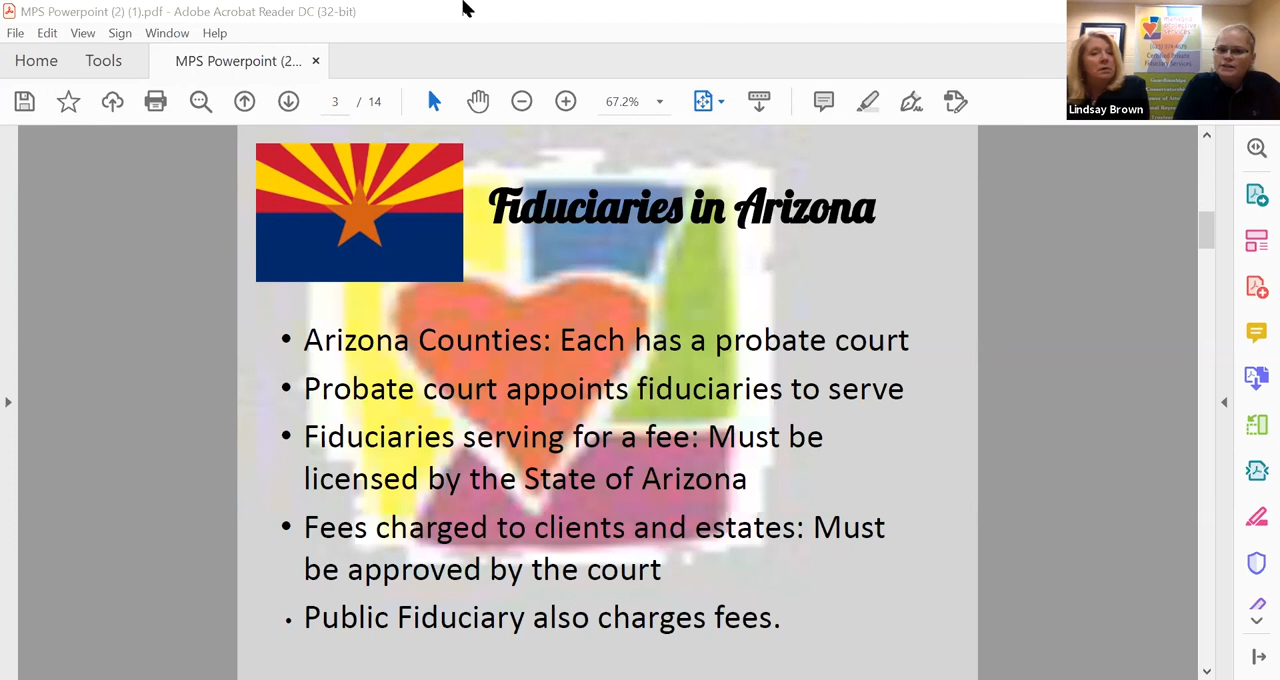 MPS Powerpoint (2) (1).pdf - Adobe Acrobat Reader DC (32-bit)
File Edit View Sign Window Help
Home Tools MPS Powerpoint (2... ×
3 / 14 67.2%
Lindsay Brown
Fiduciaries in Arizona
• Arizona Counties: Each has a probate court
• Probate court appoints fiduciaries to serve
• Fiduciaries serving for a fee: Must be
licensed by the State of Arizona
• Fees charged to clients and estates: Must
be approved by the court
• Public Fiduciary also charges fees.